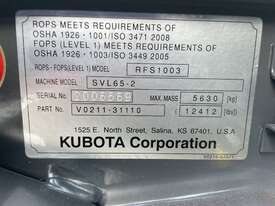 ROPS MEETS REQUIREMENTS OF
OSHA 1926 • 1001/ISO 3471 2008
FOPS (LEVEL 1) MEETS REQUIREMENTS OF
OSHA 1926 • 1003/ISO 3449 2005
ROPS - FOPS(LEVEL 1) MODEL RFS1003
MACHINE MODEL SVL65-2
SERIAL No. MAX. MASS 5630 [kg]
PART No. V0211-31110 [ 12412 [lbs] ]
1525 E. North Street, Salina, KS 67401, U.S.A
KUBOTA Corporation